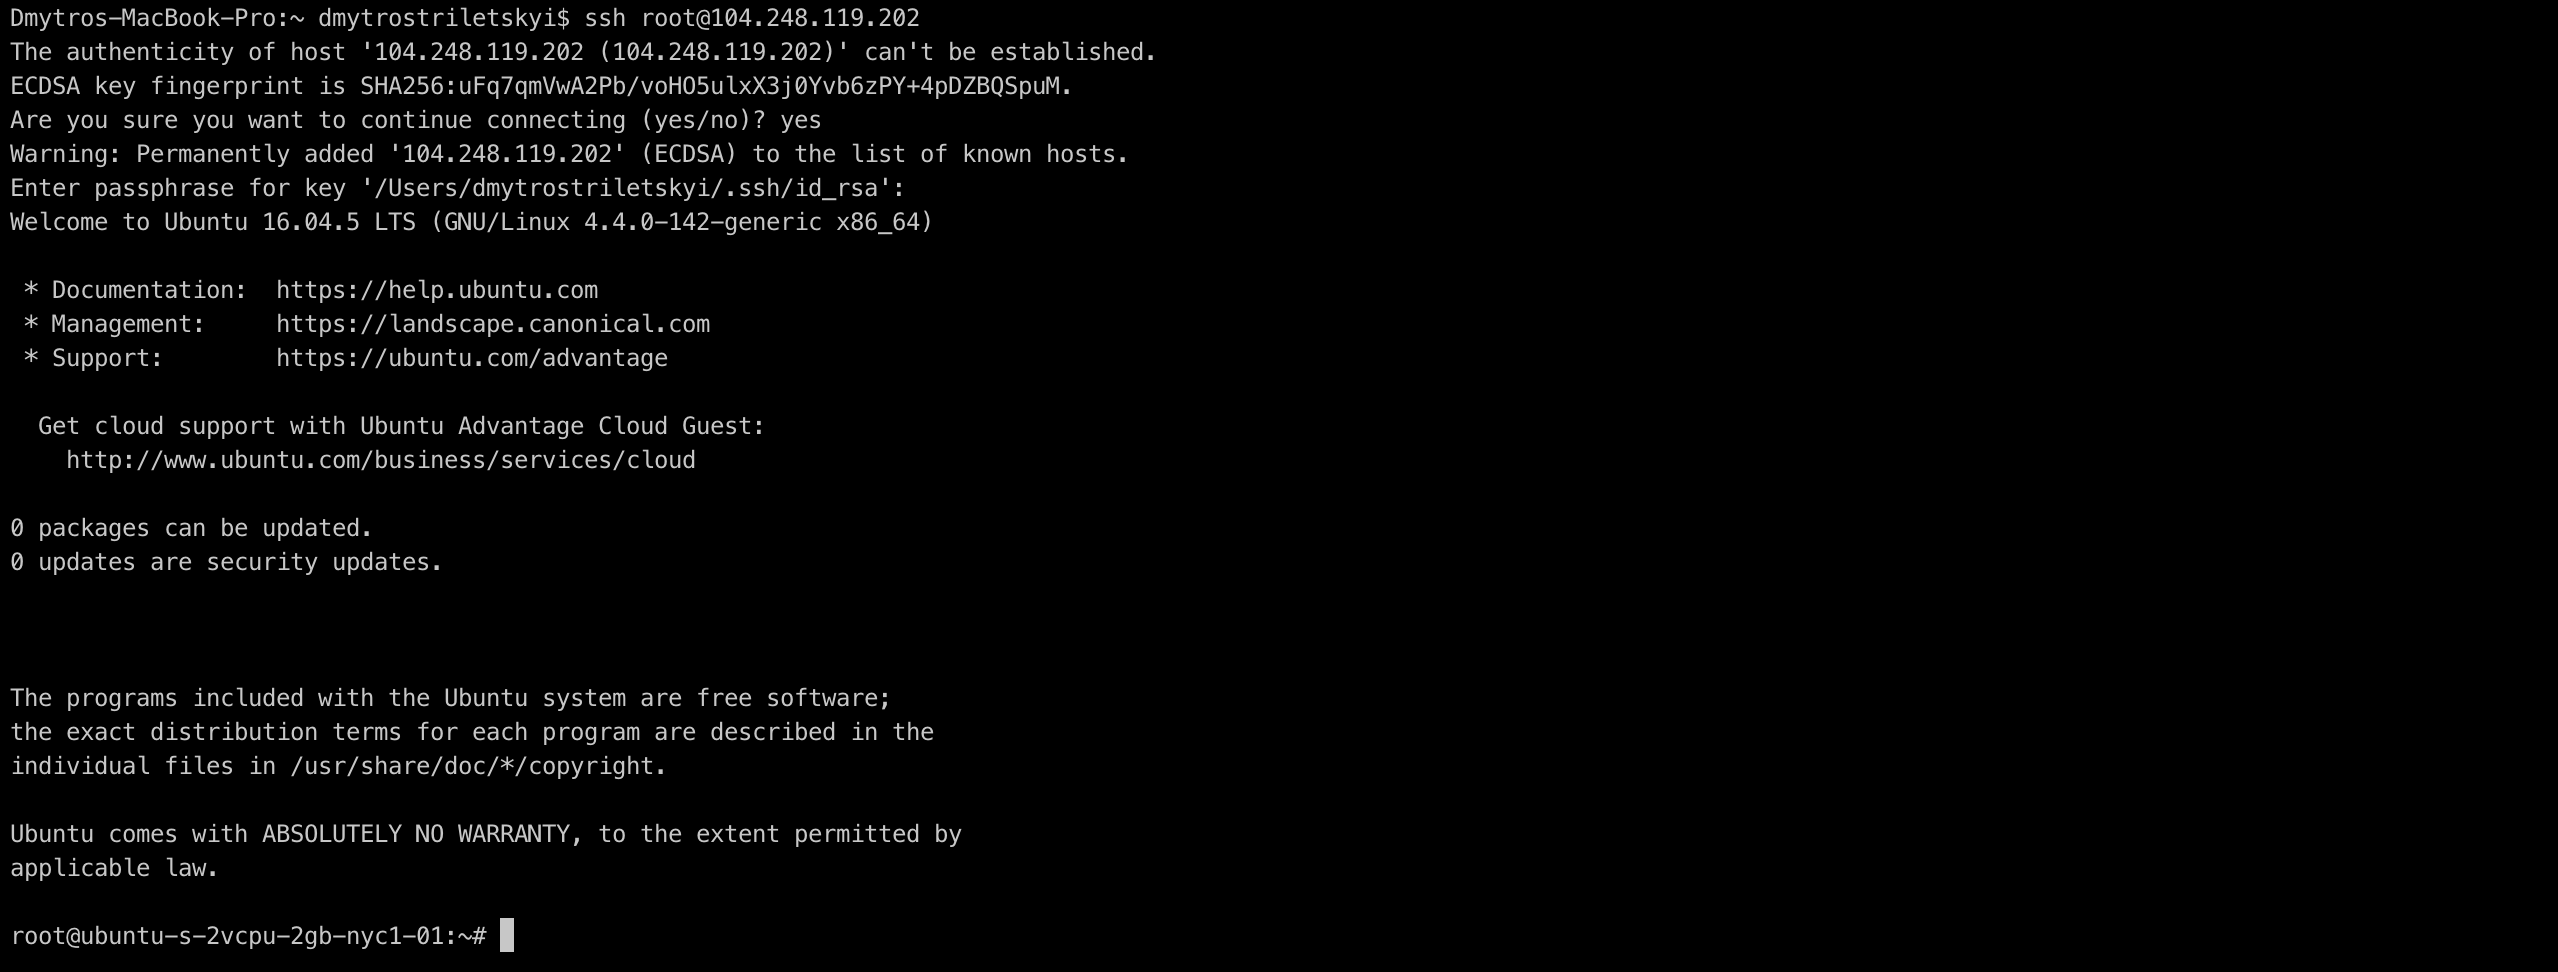 Dmytros-MacBook-Pro:~ dmytrostriletskyi$ ssh root@104.248.119.202
The authenticity of host '104.248.119.202 (104.248.119.202)' can't be established.
ECDSA key fingerprint is SHA256:uFq7qmVwA2Pb/voHO5ulxX3j0Yvb6zPY+4pDZBQSpuM.
Are you sure you want to continue connecting (yes/no)? yes
Warning: Permanently added '104.248.119.202' (ECDSA) to the list of known hosts.
Enter passphrase for key '/Users/dmytrostriletskyi/.ssh/id_rsa':
Welcome to Ubuntu 16.04.5 LTS (GNU/Linux 4.4.0-142-generic x86_64)
* Documentation:  https://help.ubuntu.com
* Management:     https://landscape.canonical.com
* Support:        https://ubuntu.com/advantage
Get cloud support with Ubuntu Advantage Cloud Guest:
http://www.ubuntu.com/business/services/cloud
0 packages can be updated.
0 updates are security updates.
The programs included with the Ubuntu system are free software;
the exact distribution terms for each program are described in the
individual files in /usr/share/doc/*/copyright.
Ubuntu comes with ABSOLUTELY NO WARRANTY, to the extent permitted by
applicable law.
root@ubuntu-s-2vcpu-2gb-nyc1-01:~#